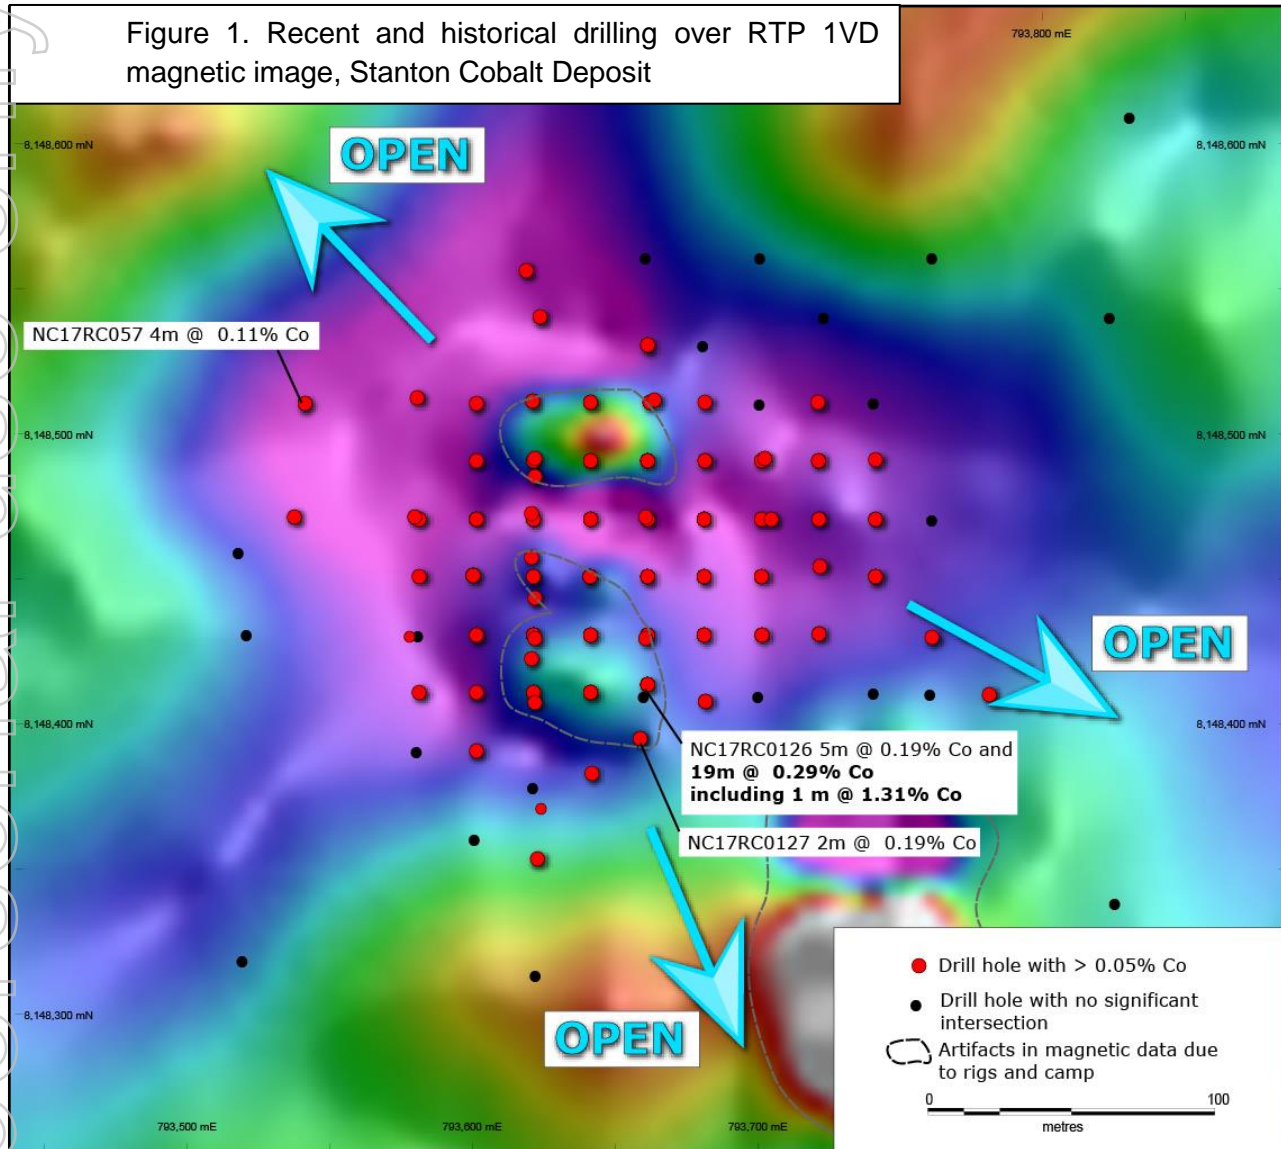 Figure 1. Recent and historical drilling over RTP 1VD
magnetic image, Stanton Cobalt Deposit
793,800 mE
8,148,600 mN
OPEN
8,148,600 mN
NC17RC057 4m @ 0.11% Co
8,148,500 mN
8,148,500 mN
OPEN
8,148,400 mN
8,148,400 mN
NC17RC0126 5m @ 0.19% Co and
19m @ 0.29% Co
including 1 m @ 1.31% Co
NC17RC0127 2m @ 0.19% Co
Drill hole with > 0.05% Co
Drill hole with no significant
intersection
Artifacts in magnetic data due
to rigs and camp
8,148,300 mN
OPEN
0 100
metres
793,500 mE
793,600 mE
793,700 mE